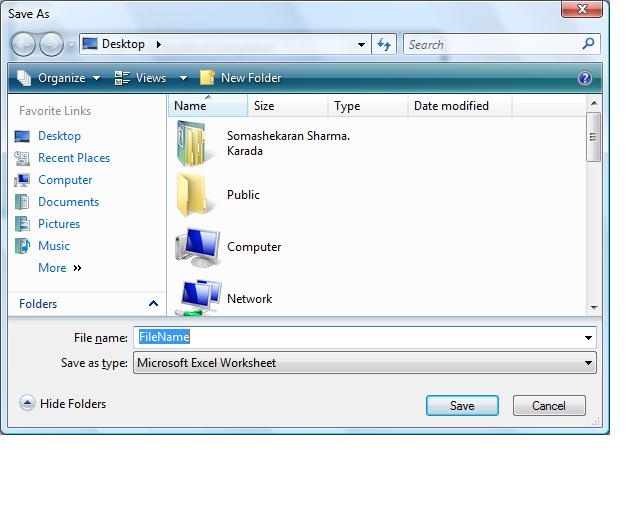 Save As
Desktop
Search
Organize Views New Folder
Favorite Links
Desktop
Recent Places
Computer
Documents
Pictures
Music
More
Folders
Name Size Type Date modified
Somashekaran Sharma.
Karada
Public
Computer
Network
File name: FileName
Save as type: Microsoft Excel Worksheet
Hide Folders
Save Cancel